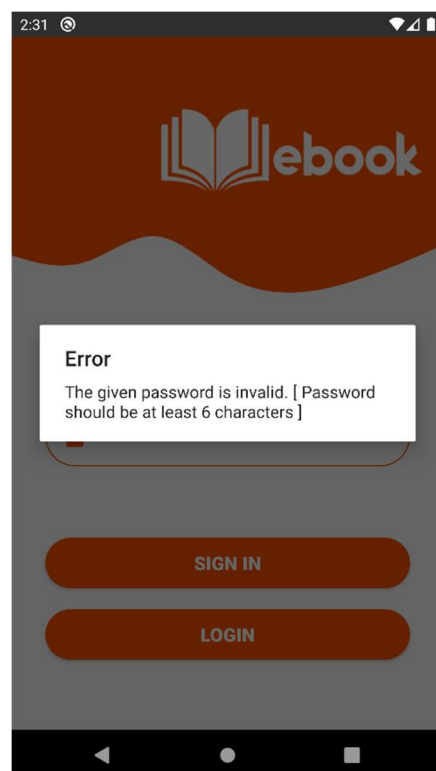 2:31
ebook
Error
The given password is invalid. [ Password
should be at least 6 characters ]
SIGN IN
LOGIN